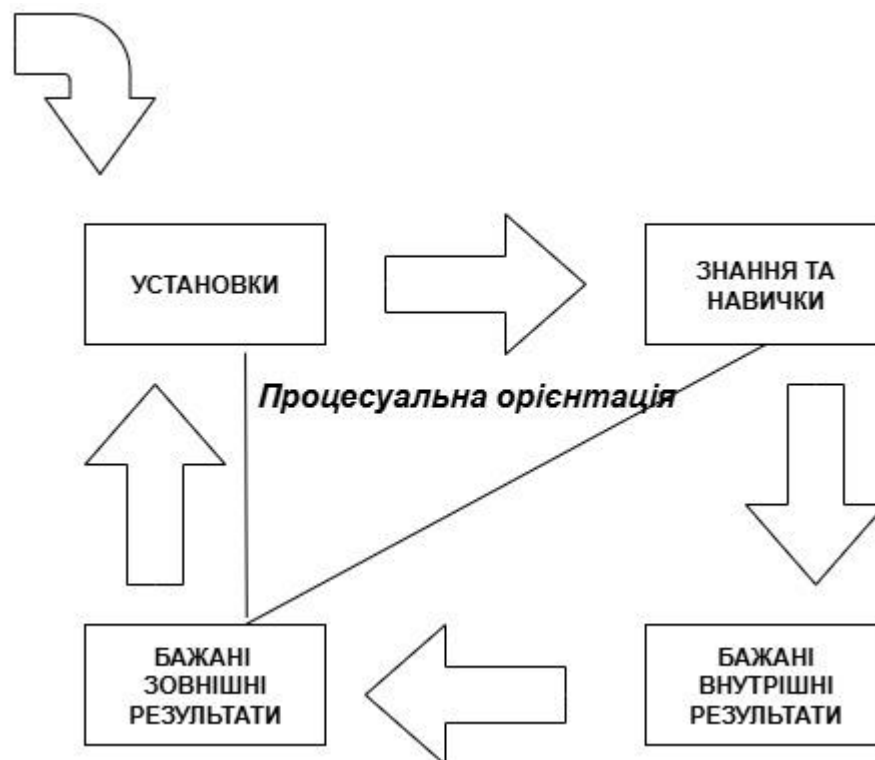 УСТАНОВКИ
ЗНАННЯ ТА
НАВИЧКИ
Процесуальна орієнтація
БАЖАНІ
ЗОВНІШНІ
РЕЗУЛЬТАТИ
БАЖАНІ
ВНУТРІШНІ
РЕЗУЛЬТАТИ